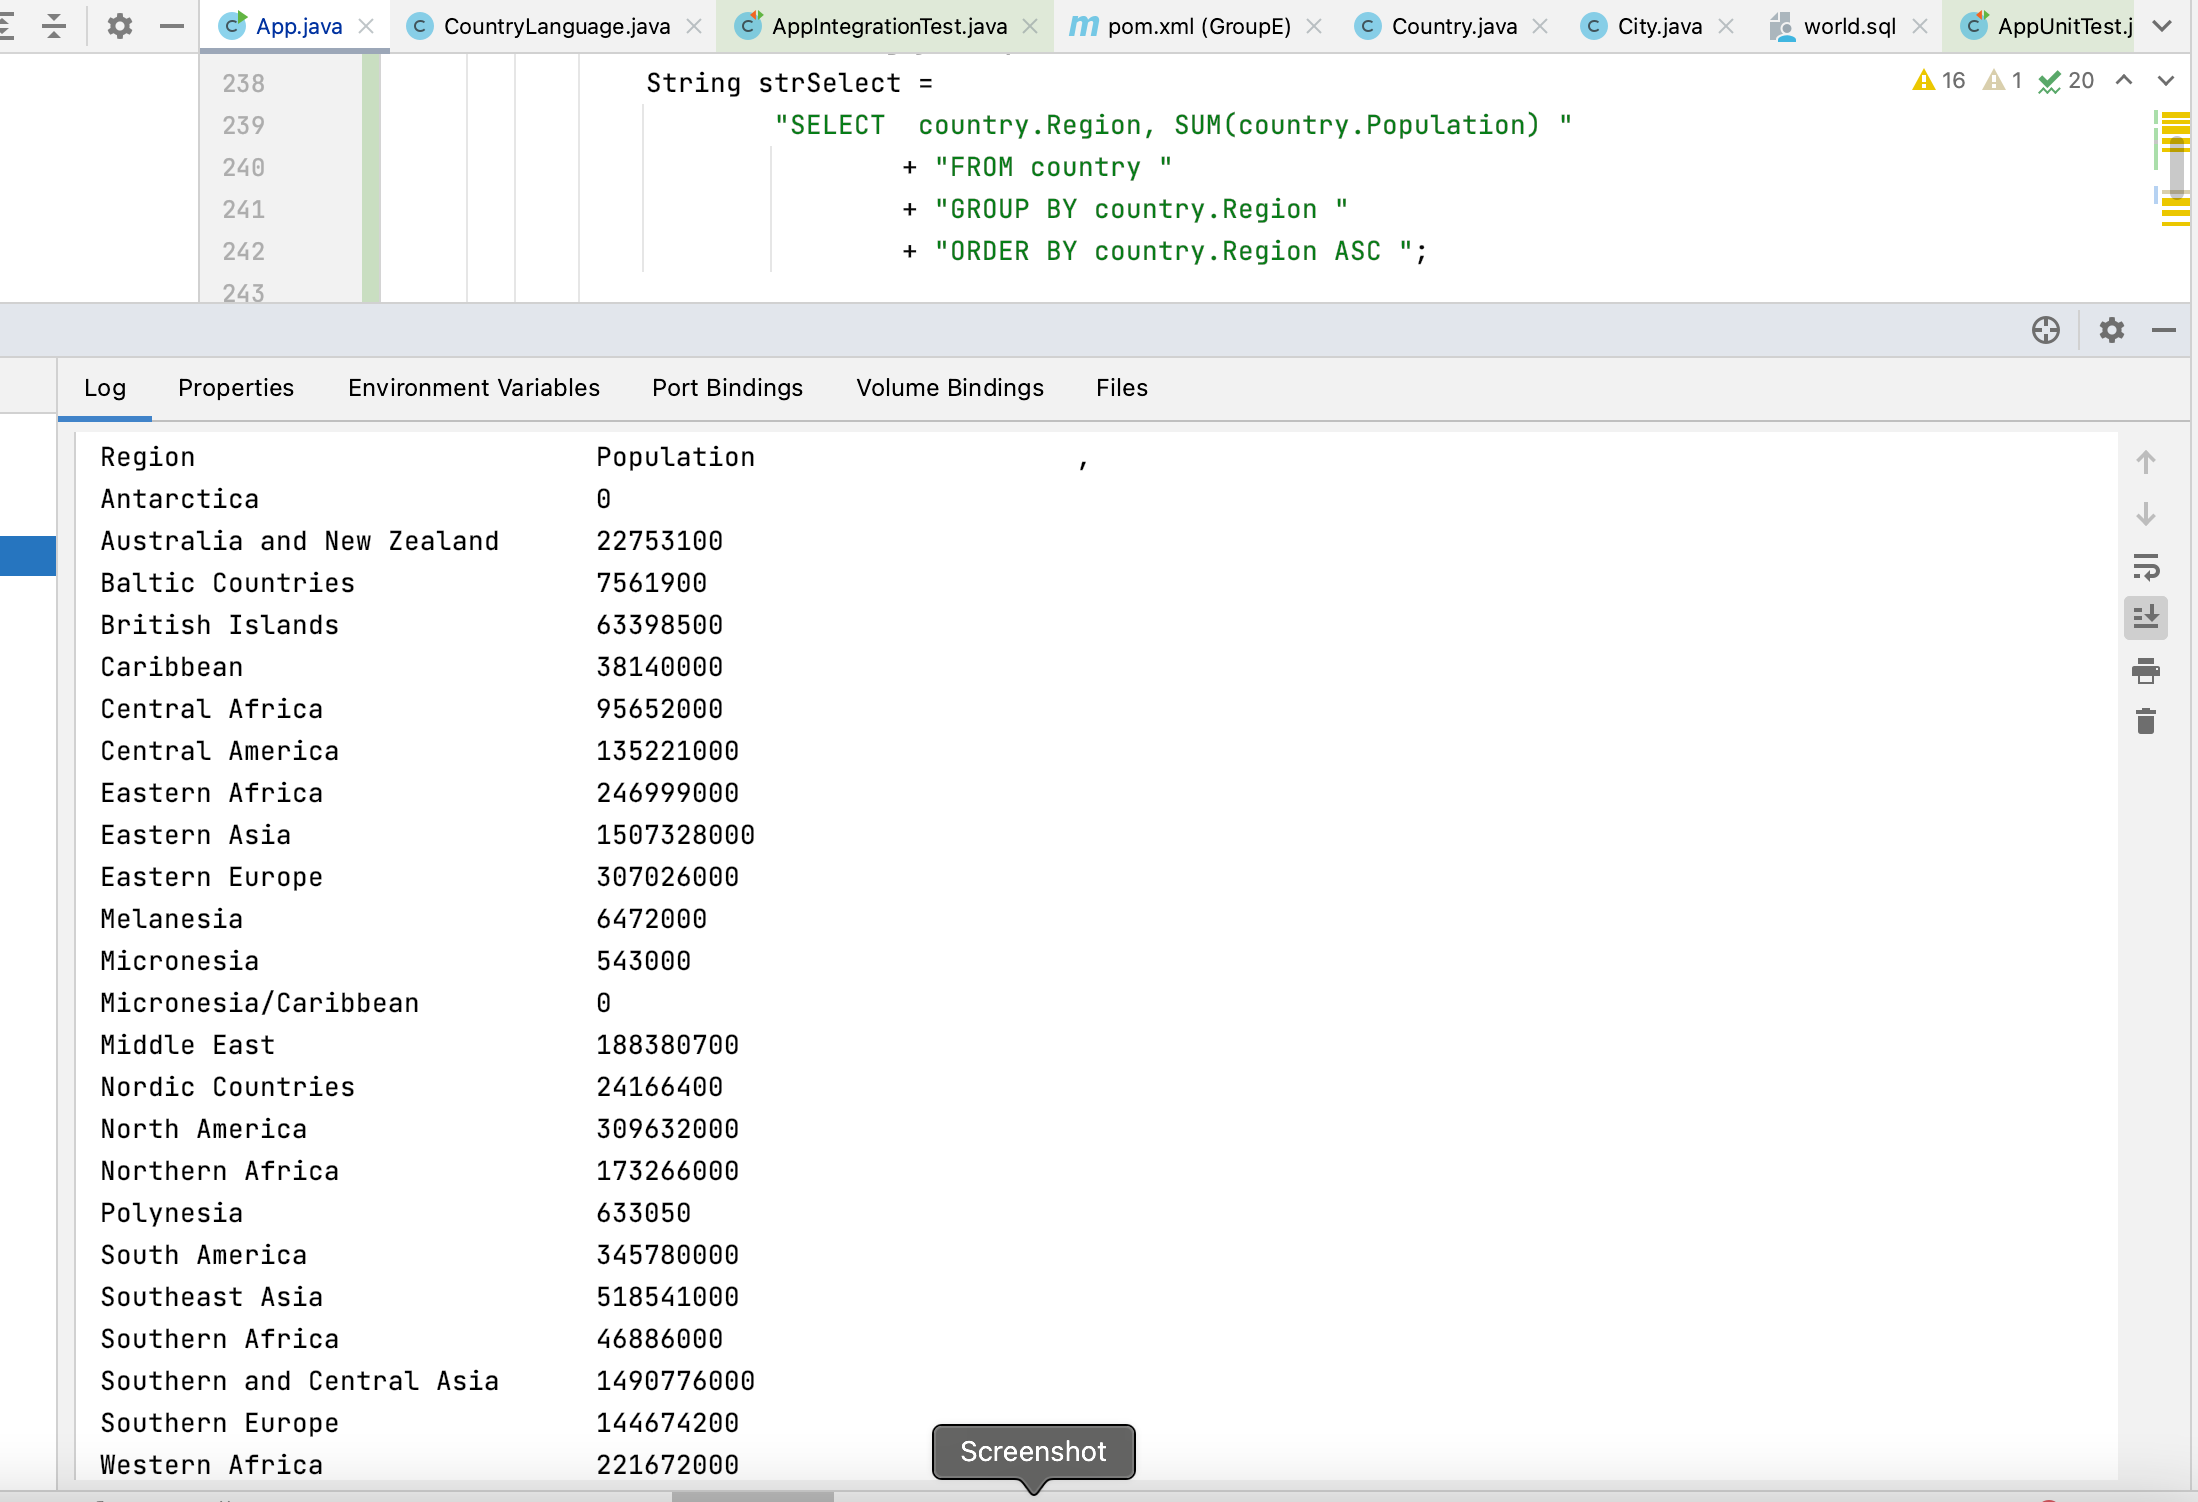 App.java CountryLanguage.java AppIntegrationTest.java pom.xml (GroupE) Country.java City.java world.sql AppUnitTest.j
238 String strSelect = 16 1 20
239 "SELECT  country.Region, SUM(country.Population) "
240 + "FROM country "
241 + "GROUP BY country.Region "
242 + "ORDER BY country.Region ASC ";
243
Log Properties Environment Variables Port Bindings Volume Bindings Files
Region Population ,
Antarctica 0
Australia and New Zealand 22753100
Baltic Countries 7561900
British Islands 63398500
Caribbean 38140000
Central Africa 95652000
Central America 135221000
Eastern Africa 246999000
Eastern Asia 1507328000
Eastern Europe 307026000
Melanesia 6472000
Micronesia 543000
Micronesia/Caribbean 0
Middle East 188380700
Nordic Countries 24166400
North America 309632000
Northern Africa 173266000
Polynesia 633050
South America 345780000
Southeast Asia 518541000
Southern Africa 46886000
Southern and Central Asia 1490776000
Southern Europe 144674200
Western Africa 221672000
Screenshot